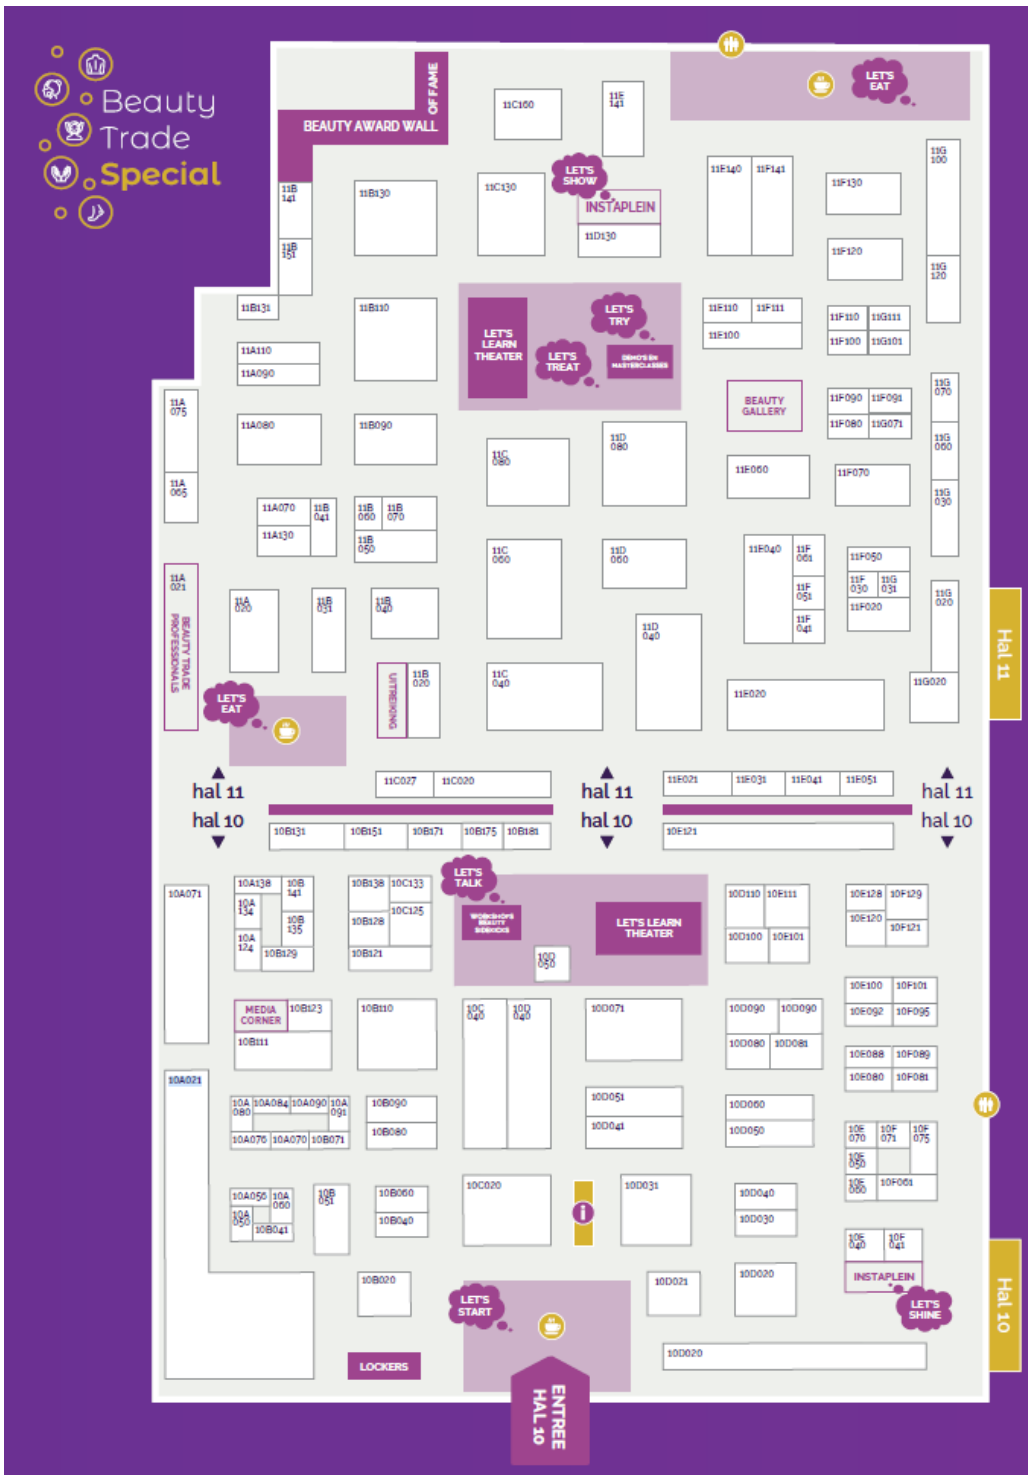 Beauty
Trade
Special
OF FAME
BEAUTY AWARD WALL
11C160
11E
141
LET'S
EAT
11B
141
11B
151
11B130
11C130
LET'S
SHOW
INSTAPLEIN
11D130
11E140
11F141
11F130
11F120
11G
100
11G
120
11B131
11B110
LET'S
LEARN
THEATER
LET'S
TRY
LET'S
TREAT
DEMO'S EN
MASTERCLASSES
11E110
11F111
11E100
11F110
11G111
11F100
11G101
11A110
11A090
11A
075
11A
065
11A080
11B090
11C
080
11D
080
BEAUTY
GALLERY
11F090
11F091
11F080
11G071
11G
070
11G
060
11G
030
11E060
11F070
11A070
11B
041
11A130
11B
060
11B
070
11B
050
11C
060
11D
060
11E040
11F
061
11F
051
11F
041
11F050
11F
030
11G
031
11F020
11G
020
11G020
11A
021
BEAUTY TRADE
PROFESSIONALS
11A
020
11B
031
11B
040
11D
040
UITREIKING
11B
020
11C
040
11E020
LET'S
EAT
Hal 11
hal 11
hal 10
11C027
11C020
hal 11
hal 10
11E021
11E031
11E041
11E051
hal 11
hal 10
10B131
10B151
10B171
10B175
10B181
10E121
10A071
10A138
10B
141
10A
134
10B
135
10A
124
10B129
10B138
10C133
10C125
10B128
10B121
LET'S
TALK
WORKSHOPS
BEAUTY
SIDEKICKS
LET'S LEARN
THEATER
10D
050
10D110
10E111
10D100
10E101
10E128
10F129
10E120
10F121
MEDIA
CORNER
10B123
10B111
10B110
10C
040
10D
040
10D071
10D090
10D090
10D080
10D081
10E100
10F101
10E092
10F095
10E088
10F089
10E080
10F081
10A021
10A
080
10A084
10A090
10A
091
10A076
10A070
10B071
10B090
10B080
10D051
10D041
10D060
10D050
10E
070
10F
071
10F
075
10E
050
10E
060
10F061
10A056
10A
060
10A
050
10B041
10B
051
10B060
10B040
10C020
i
10D031
10D040
10D030
10E
040
10F
041
INSTAPLEIN
LET'S
SHINE
Hal 10
10B020
LET'S
START
10D021
10D020
10D020
LOCKERS
ENTREE
HAL 10